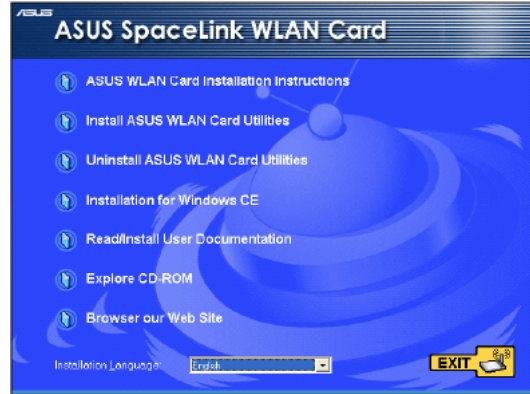 ASUS
ASUS SpaceLink WLAN Card
ASUS WLAN Card Installation Instructions
Install ASUS WLAN Card Utilities
Uninstall ASUS WLAN Card Utilities
Installation for Windows CE
Read/Install User Documentation
Explore CD-ROM
Browser our Web Site
Installation Language: English
EXIT